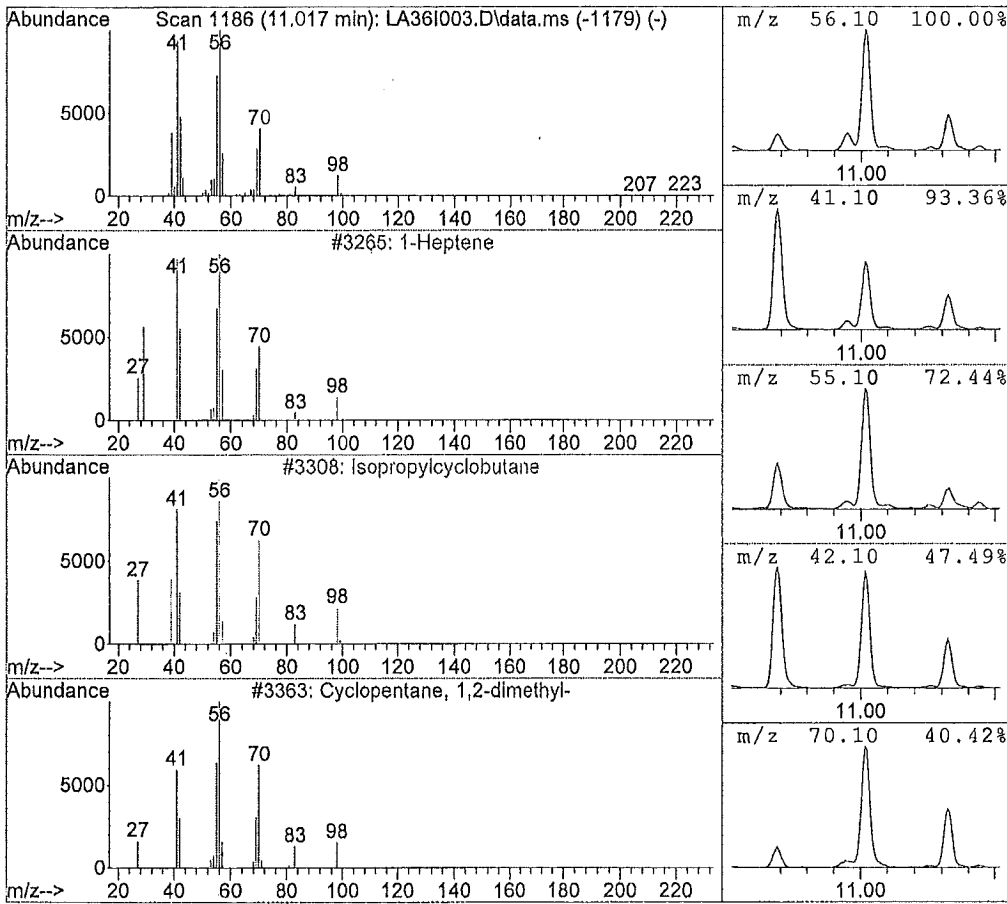 Abundance Scan 1186 (11.017 min): LA36I003.D\data.ms (-1179) (-)
41 56
5000
70
83 98
207 223
0
m/z--> 20 40 60 80 100 120 140 160 180 200 220
Abundance #3265: 1-Heptene
41 56
5000
70
27
83 98
0
m/z--> 20 40 60 80 100 120 140 160 180 200 220
Abundance #3308: Isopropylcyclobutane
41 56
70
5000
27
83 98
0
m/z--> 20 40 60 80 100 120 140 160 180 200 220
Abundance #3363: Cyclopentane, 1,2-dimethyl-
56
41 70
5000
27
83 98
0
m/z--> 20 40 60 80 100 120 140 160 180 200 220
m/z 56.10 100.00%
11.00
m/z 41.10 93.36%
11.00
m/z 55.10 72.44%
11.00
m/z 42.10 47.49%
11.00
m/z 70.10 40.42%
11.00